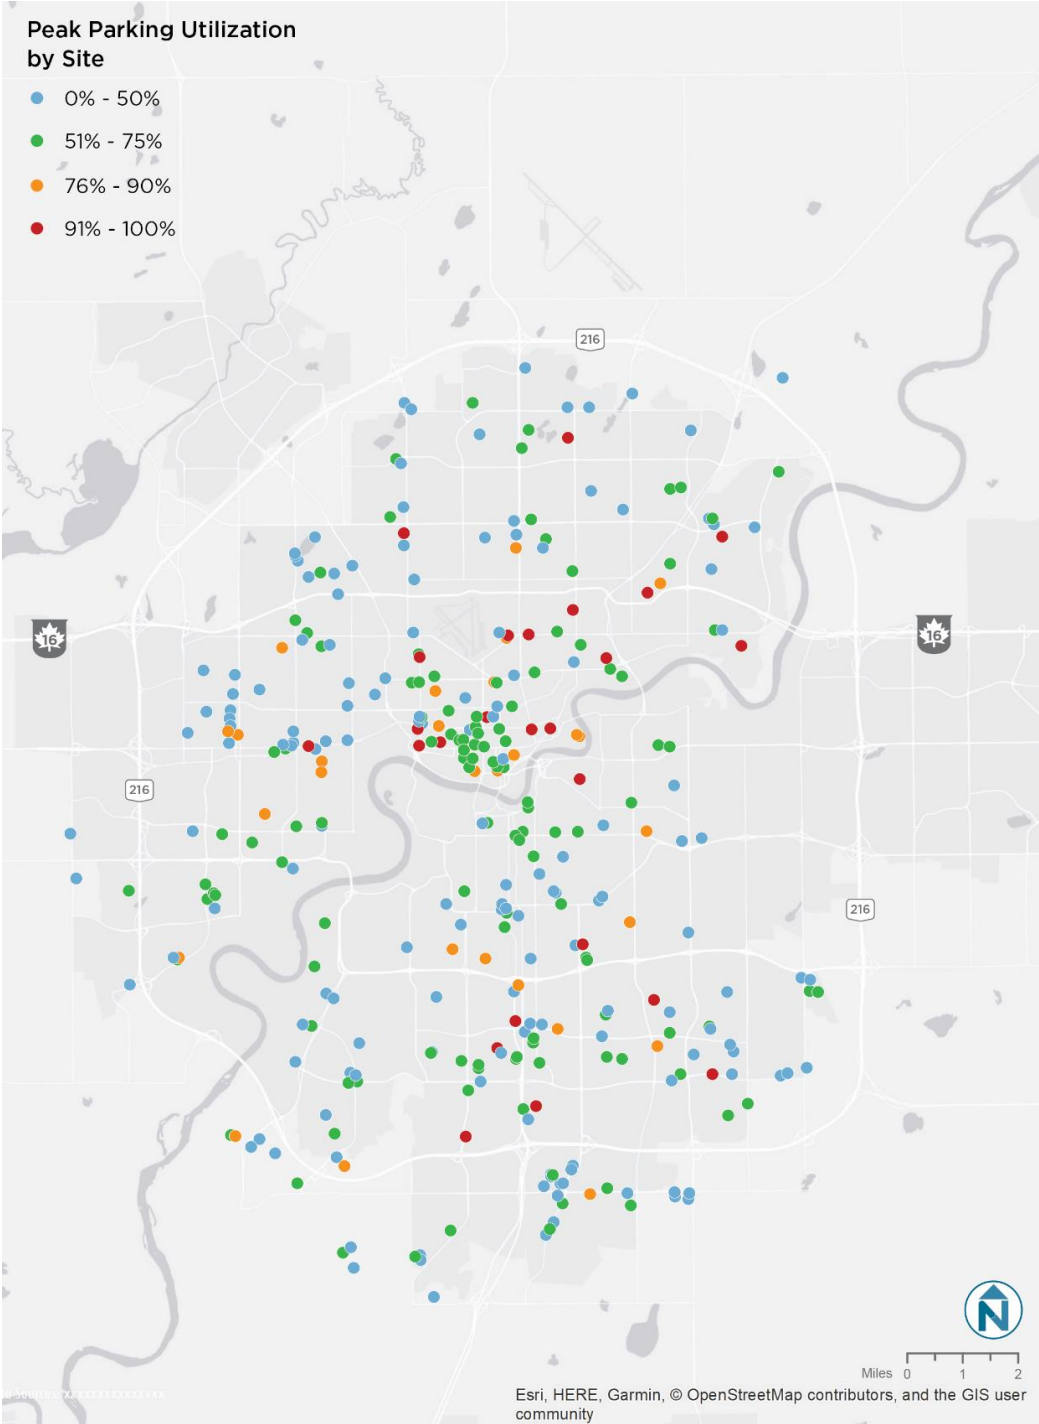 Peak Parking Utilization
by Site
0% - 50%
51% - 75%
76% - 90%
91% - 100%
216
16
16
216
216
N
Miles 0 1 2
Esri, HERE, Garmin, © OpenStreetMap contributors, and the GIS user
community